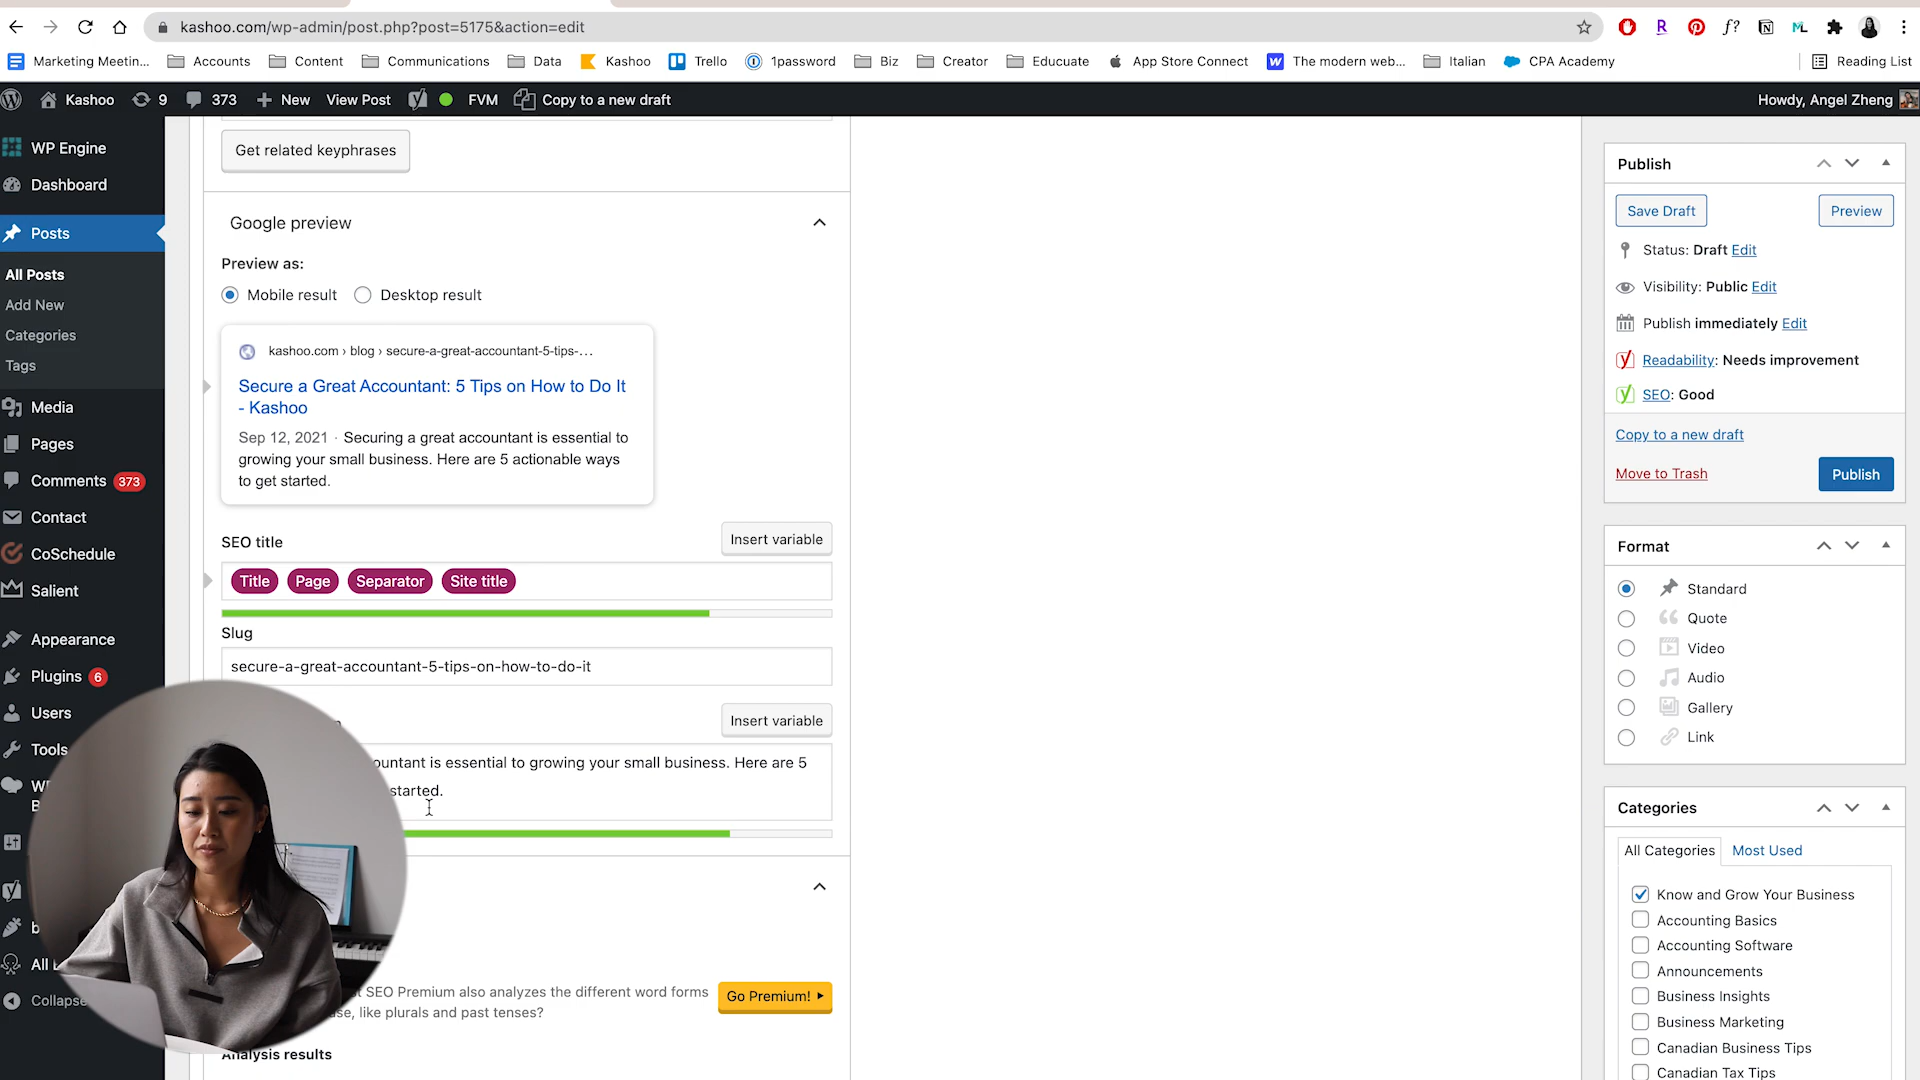 kashoo.com/wp-admin/post.php?post=5175&action=edit
Marketing Meetin... Accounts Content Communications Data Kashoo Trello 1password Biz Creator Educuate App Store Connect The modern web... Italian CPA Academy Reading List
Kashoo 9 373 New View Post FVM Copy to a new draft Howdy, Angel Zheng
WP Engine
Dashboard
Posts
All Posts
Add New
Categories
Tags
Media
Pages
Comments 373
Contact
CoSchedule
Salient
Appearance
Plugins 6
Users
Tools
All
Collapse
Get related keyphrases
Google preview
Preview as:
Mobile result Desktop result
kashoo.com › blog › secure-a-great-accountant-5-tips-...
Secure a Great Accountant: 5 Tips on How to Do It
- Kashoo
Sep 12, 2021 · Securing a great accountant is essential to
growing your small business. Here are 5 actionable ways
to get started.
SEO title Insert variable
Title Page Separator Site title
Slug
secure-a-great-accountant-5-tips-on-how-to-do-it
Insert variable
ountant is essential to growing your small business. Here are 5
started.
SEO Premium also analyzes the different word forms
like plurals and past tenses?
Go Premium!
Analysis results
Publish
Save Draft Preview
Status: Draft Edit
Visibility: Public Edit
Publish immediately Edit
Readability: Needs improvement
SEO: Good
Copy to a new draft
Move to Trash Publish
Format
Standard
Quote
Video
Audio
Gallery
Link
Categories
All Categories Most Used
Know and Grow Your Business
Accounting Basics
Accounting Software
Announcements
Business Insights
Business Marketing
Canadian Business Tips
Canadian Tax Tips